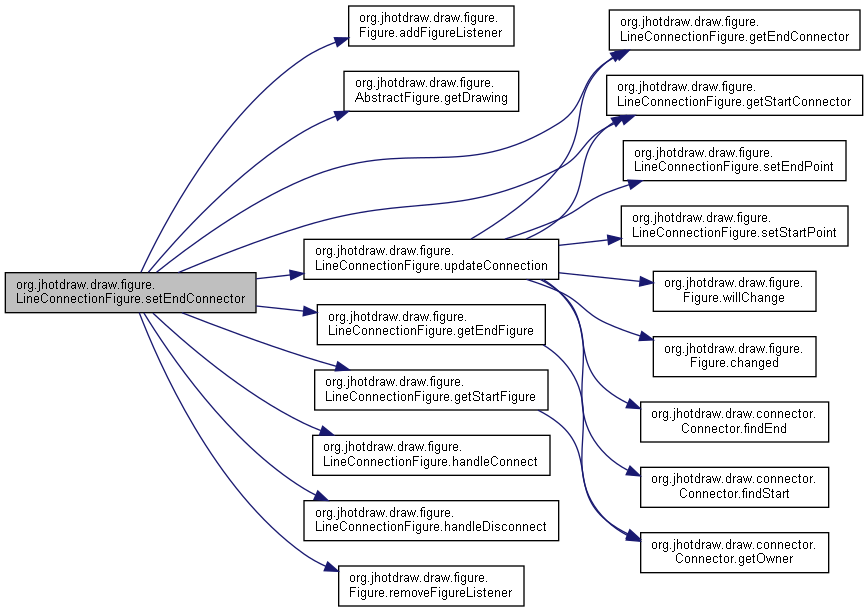 org.jhotdraw.draw.figure.
LineConnectionFigure.setEndConnector
org.jhotdraw.draw.figure.
Figure.addFigureListener
org.jhotdraw.draw.figure.
AbstractFigure.getDrawing
org.jhotdraw.draw.figure.
LineConnectionFigure.updateConnection
org.jhotdraw.draw.figure.
LineConnectionFigure.getEndFigure
org.jhotdraw.draw.figure.
LineConnectionFigure.getStartFigure
org.jhotdraw.draw.figure.
LineConnectionFigure.handleConnect
org.jhotdraw.draw.figure.
LineConnectionFigure.handleDisconnect
org.jhotdraw.draw.figure.
Figure.removeFigureListener
org.jhotdraw.draw.figure.
LineConnectionFigure.getEndConnector
org.jhotdraw.draw.figure.
LineConnectionFigure.getStartConnector
org.jhotdraw.draw.figure.
LineConnectionFigure.setEndPoint
org.jhotdraw.draw.figure.
LineConnectionFigure.setStartPoint
org.jhotdraw.draw.figure.
Figure.willChange
org.jhotdraw.draw.figure.
Figure.changed
org.jhotdraw.draw.connector.
Connector.findEnd
org.jhotdraw.draw.connector.
Connector.findStart
org.jhotdraw.draw.connector.
Connector.getOwner